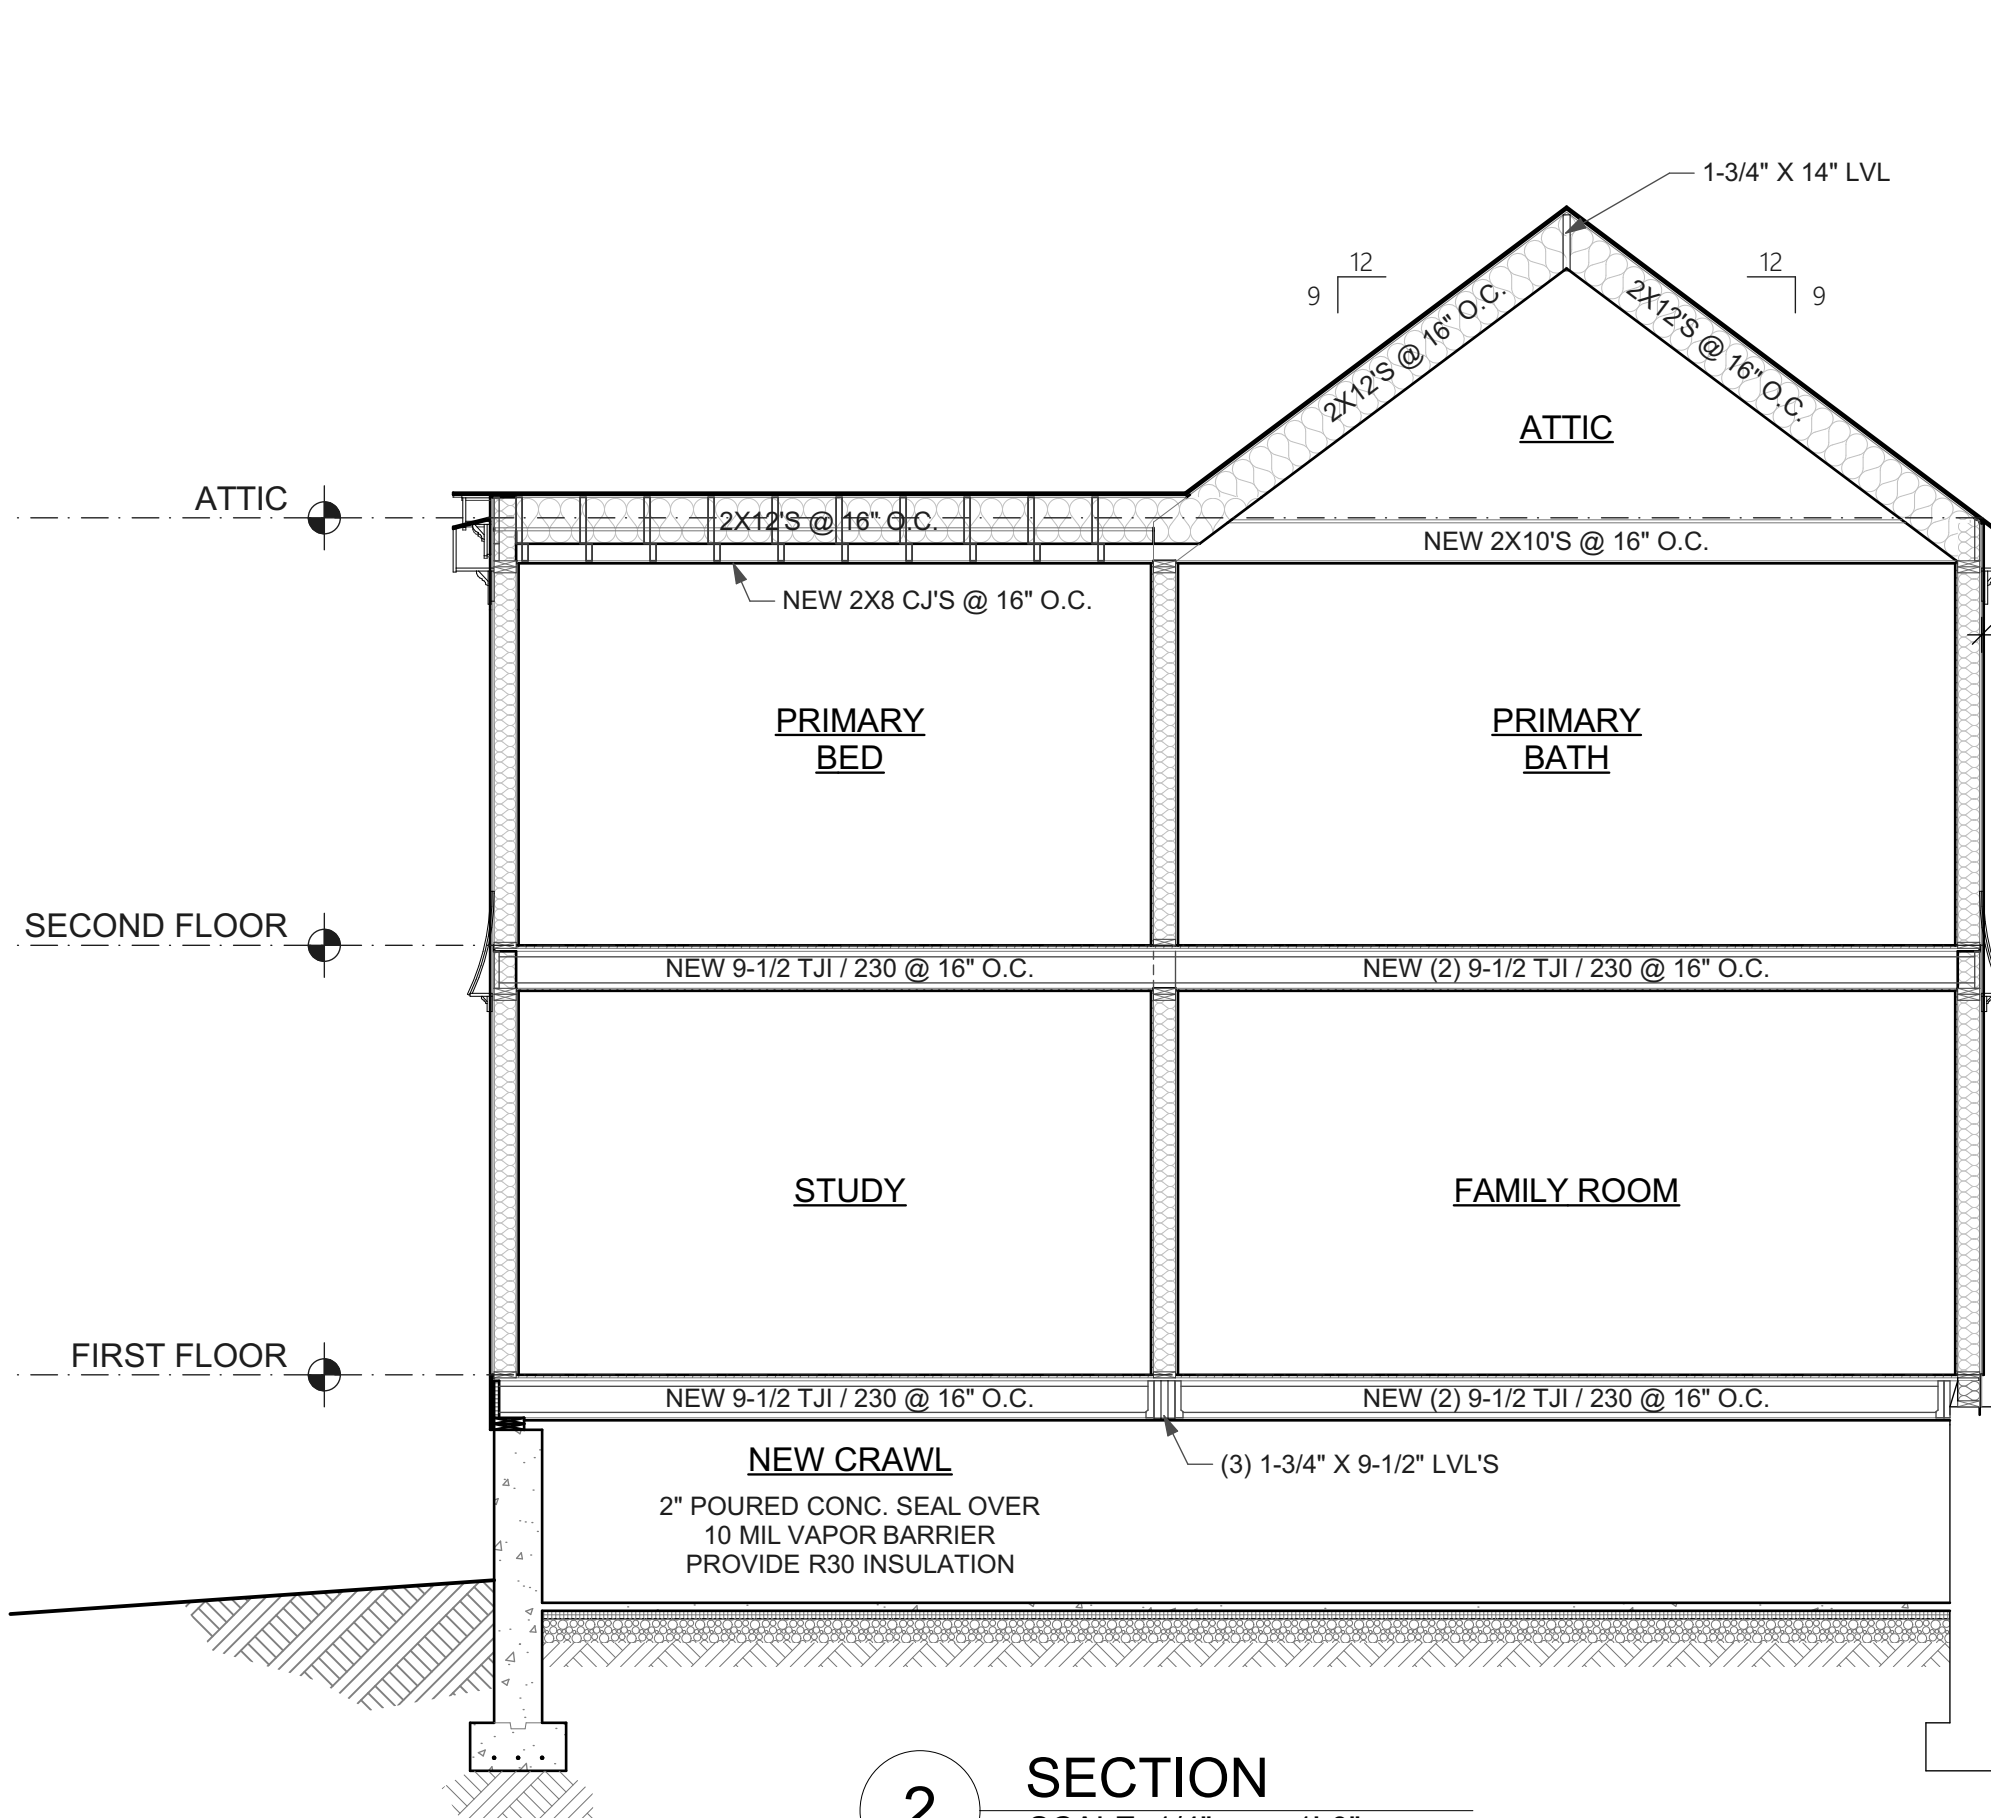 1-3/4" X 14" LVL
12
9
12
9
2X12'S @ 16" O.C.
2X12'S @ 16" O.C.
ATTIC
ATTIC
2X12'S @ 16" O.C.
NEW 2X10'S @ 16" O.C.
NEW 2X8 CJ'S @ 16" O.C.
PRIMARY
BED
PRIMARY
BATH
SECOND FLOOR
NEW 9-1/2 TJI / 230 @ 16" O.C.
NEW (2) 9-1/2 TJI / 230 @ 16" O.C.
STUDY
FAMILY ROOM
FIRST FLOOR
NEW 9-1/2 TJI / 230 @ 16" O.C.
NEW (2) 9-1/2 TJI / 230 @ 16" O.C.
NEW CRAWL
(3) 1-3/4" X 9-1/2" LVL'S
2" POURED CONC. SEAL OVER
10 MIL VAPOR BARRIER
PROVIDE R30 INSULATION
2
SECTION